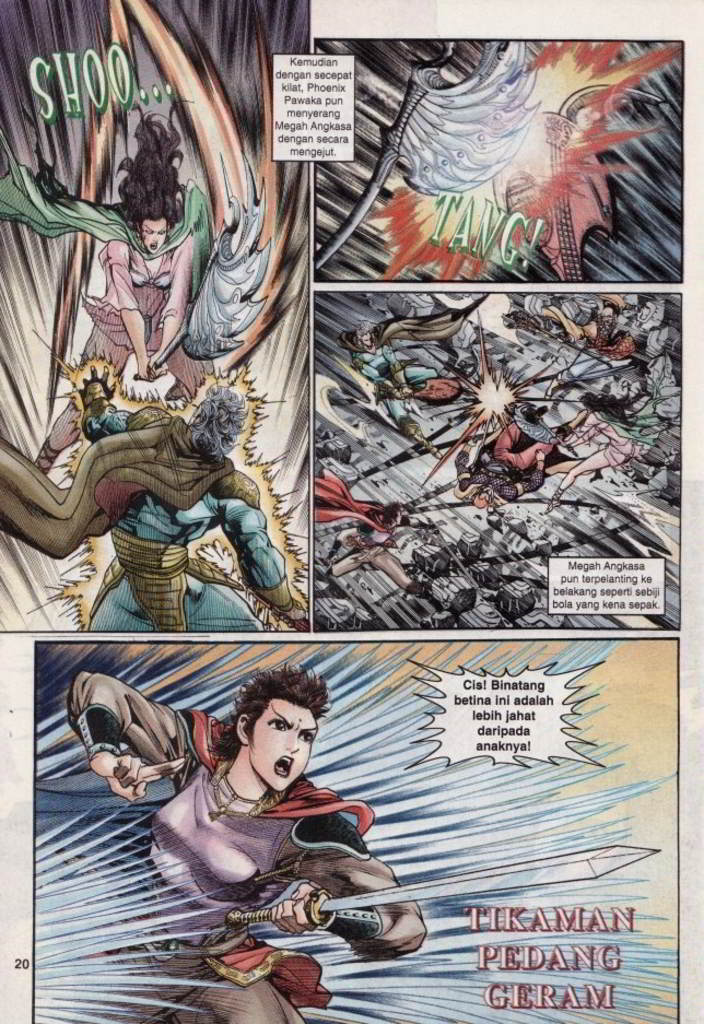 SHOO...
Kemudian
dengan secepat
kilat, Phoenix
Pawaka pun
menyerang
Megah Angkasa
dengan secara
mengejut.
TANG!
Megah Angkasa
pun terpelanting ke
belakang seperti sebiji
bola yang kena sepak.
Cis! Binatang
betina itu adalah
lebih jahat
daripada
anaknya!
TIKAMAN
PEDANG
GERAM
20